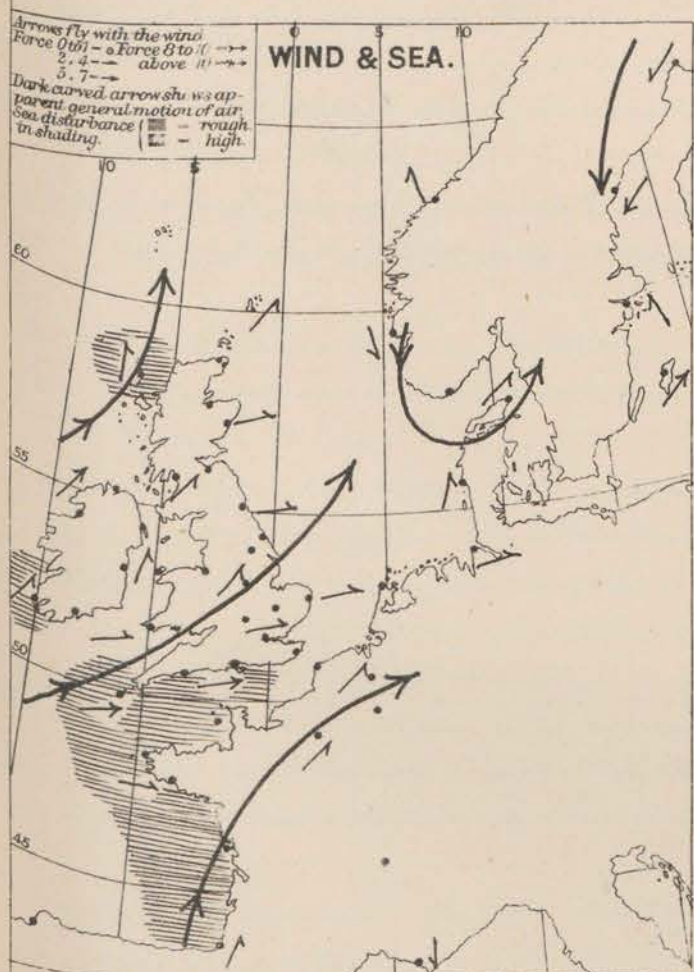 Arrows fly with the wind
Force 0 to 1 – o Force 8 to 10
2 . 4 – above 10
5 . 7 –
Dark curved arrow shows ap-
parent general motion of air.
Sea disturbance – rough
in shading. – high.
WIND & SEA.
10 5 0 5 10
60
55
50
45